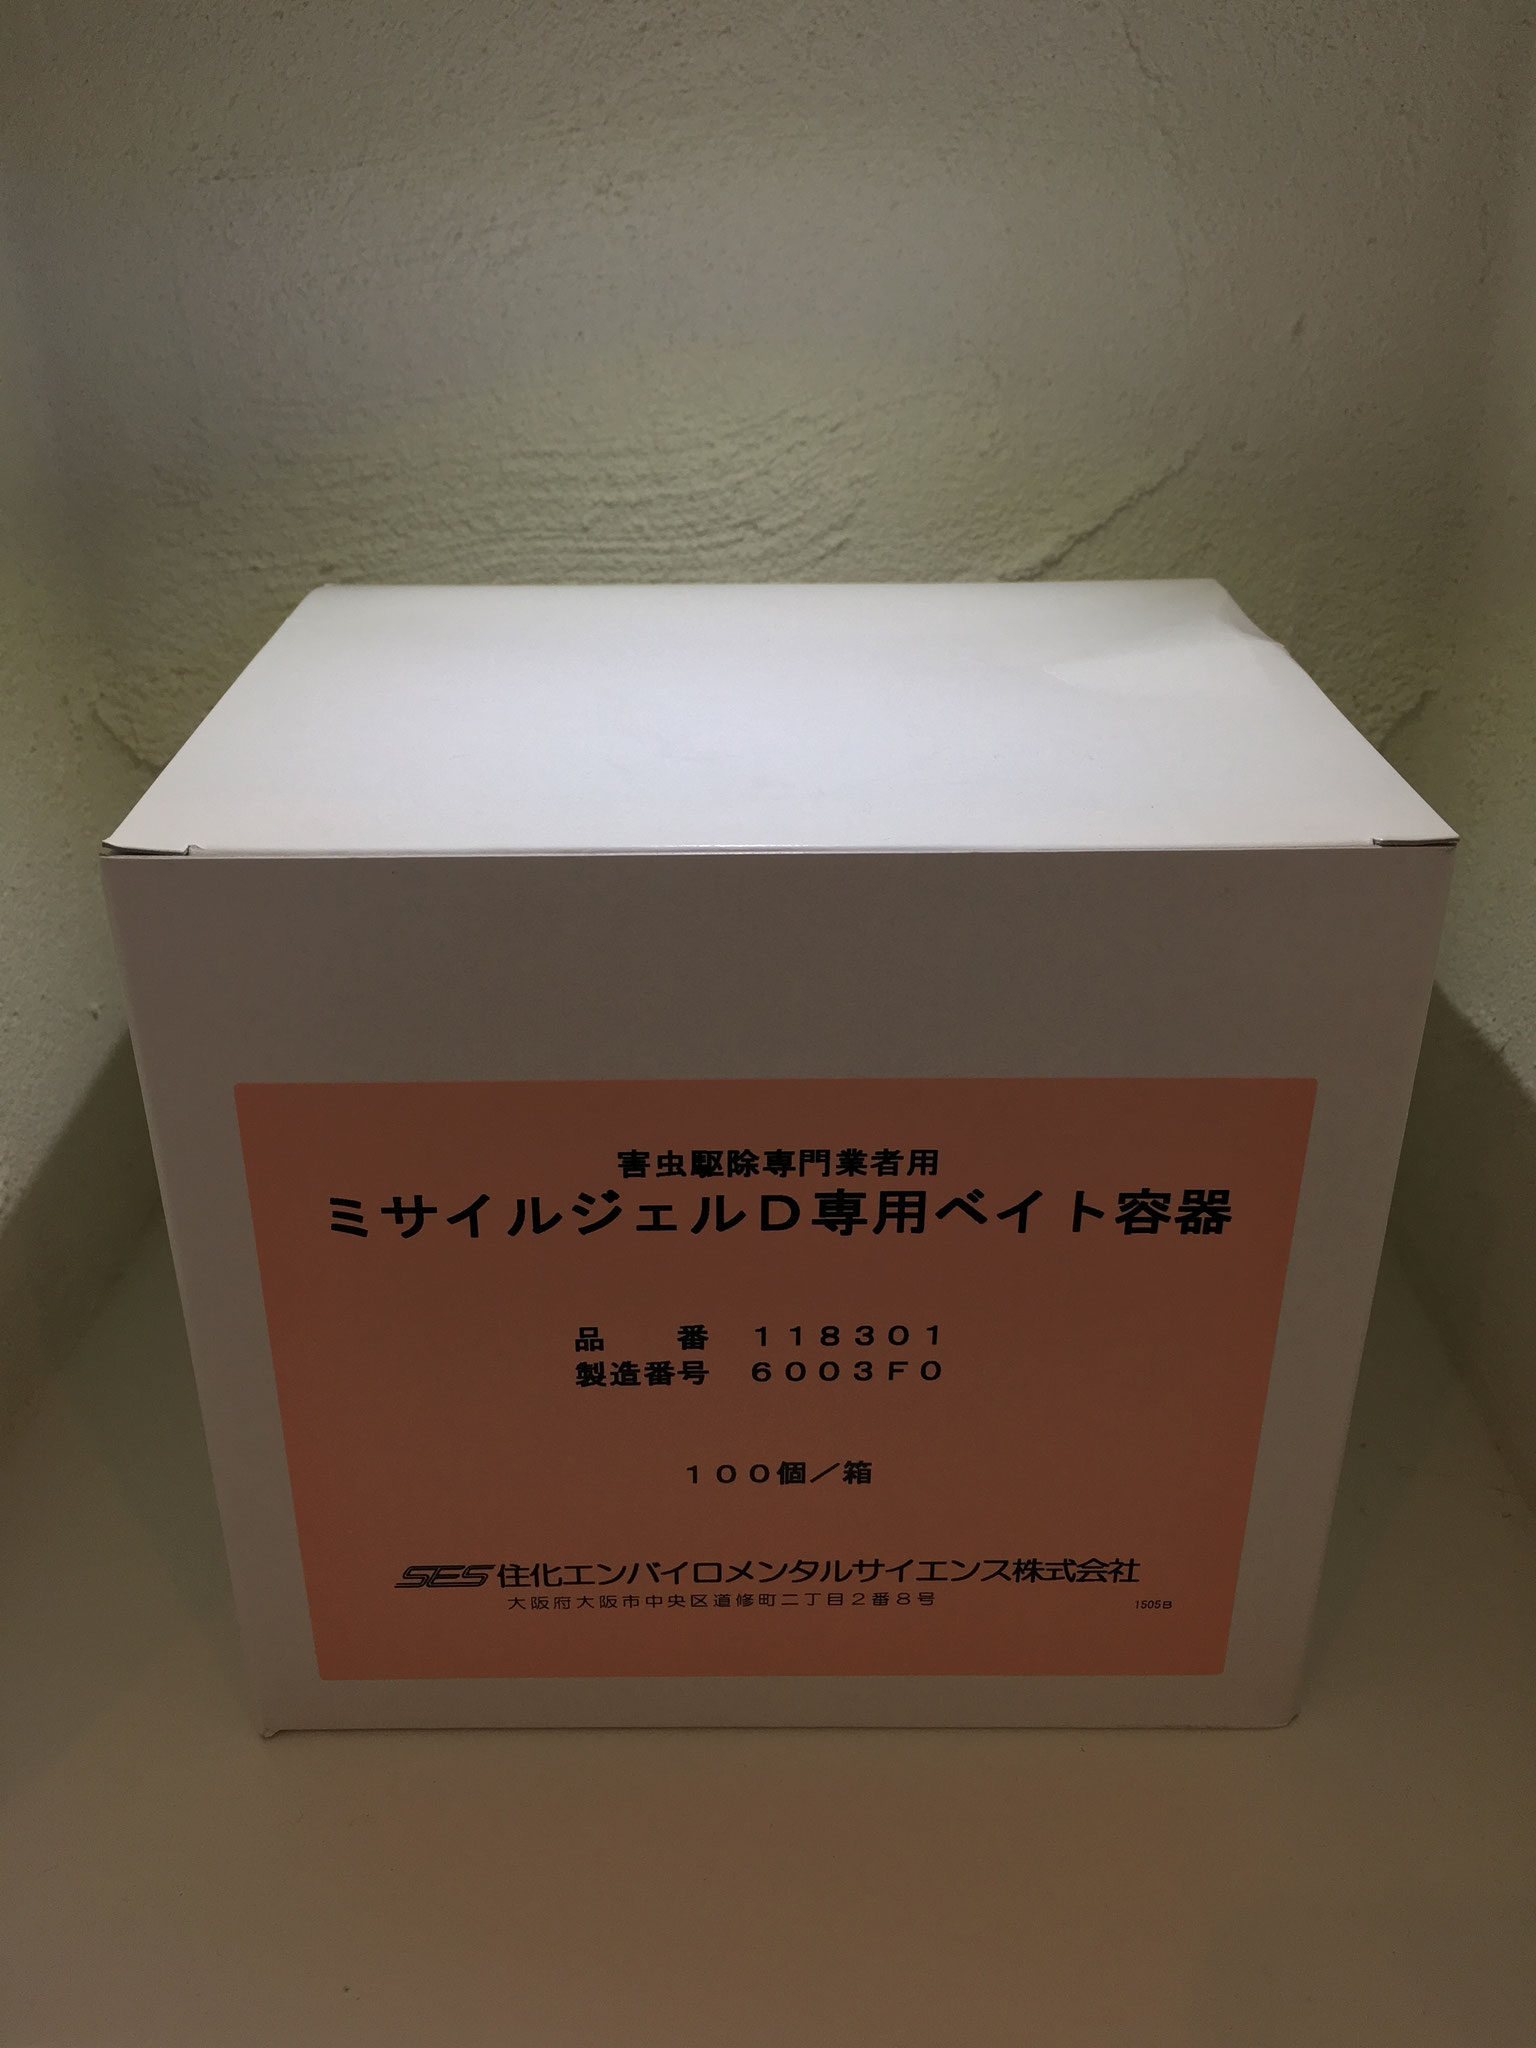 害虫駆除専門業者用
ミサイルジェルD専用ベイト容器
品　　番　118301
製造番号　6003F0
100個／箱
SES 住化エンバイロメンタルサイエンス株式会社
大阪府大阪市中央区道修町二丁目2番8号
1505B